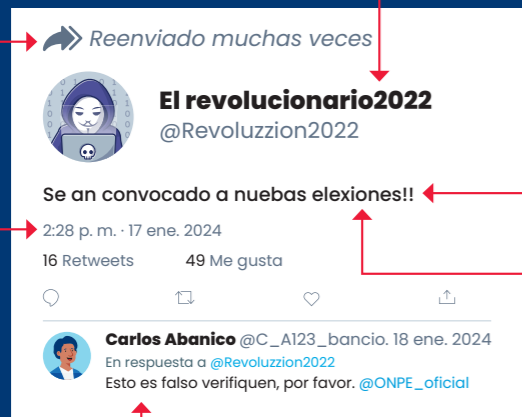 Reenviado muchas veces
El revolucionario2022
@Revoluzzion2022
Se an convocado a nuebas elexiones!!
2:28 p. m. · 17 ene. 2024
16 Retweets 49 Me gusta
Carlos Abanico @C_A123_bancio. 18 ene. 2024
En respuesta a @Revoluzzion2022
Esto es falso verifiquen, por favor. @ONPE_oficial